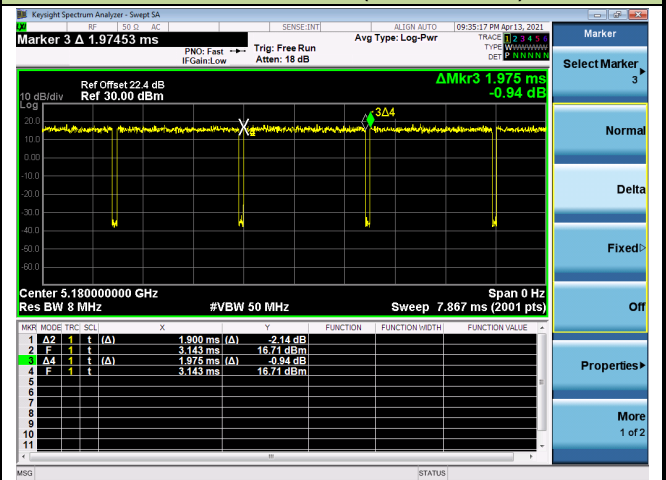 Keysight Spectrum Analyzer - Swept SA
RF 50 Ω AC SENSE:INT ALIGN AUTO 09:35:17 PM Apr 13, 2021
Marker 3 Δ 1.97453 ms
PNO: Fast
IFGain:Low
Trig: Free Run
Atten: 18 dB
Avg Type: Log-Pwr
TRACE 1 2 3 4 5 6
TYPE W
DET P N N N N N
Ref Offset 22.4 dB
Ref 30.00 dBm
10 dB/div
Log
ΔMkr3 1.975 ms
-0.94 dB
20.0
10.0
0.00
-10.0
-20.0
-30.0
-40.0
-50.0
-60.0
3Δ4
Center 5.180000000 GHz Span 0 Hz
Res BW 8 MHz #VBW 50 MHz Sweep 7.867 ms (2001 pts)
MKR MODE TRC SCL X Y FUNCTION FUNCTION WIDTH FUNCTION VALUE
1 Δ2 1 t (Δ) 1.900 ms (Δ) -2.14 dB
2 F 1 t 3.143 ms 16.71 dBm
3 Δ4 1 t (Δ) 1.975 ms (Δ) -0.94 dB
4 F 1 t 3.143 ms 16.71 dBm
5
6
7
8
9
10
11
MSG STATUS
Marker
Select Marker
3
Normal
Delta
Fixed
Off
Properties
More
1 of 2